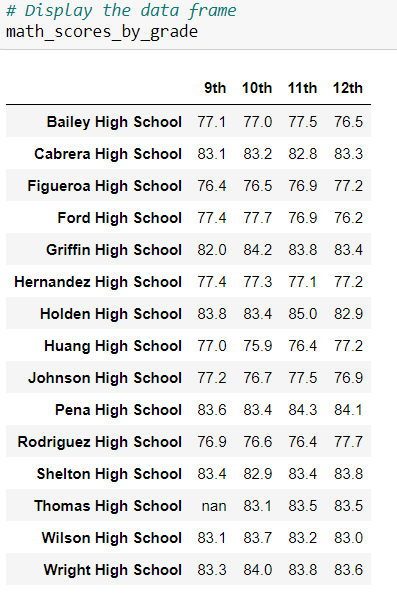 # Display the data frame
math_scores_by_grade
9th 10th 11th 12th
Bailey High School 77.1 77.0 77.5 76.5
Cabrera High School 83.1 83.2 82.8 83.3
Figueroa High School 76.4 76.5 76.9 77.2
Ford High School 77.4 77.7 76.9 76.2
Griffin High School 82.0 84.2 83.8 83.4
Hernandez High School 77.4 77.3 77.1 77.2
Holden High School 83.8 83.4 85.0 82.9
Huang High School 77.0 75.9 76.4 77.2
Johnson High School 77.2 76.7 77.5 76.9
Pena High School 83.6 83.4 84.3 84.1
Rodriguez High School 76.9 76.6 76.4 77.7
Shelton High School 83.4 82.9 83.4 83.8
Thomas High School nan 83.1 83.5 83.5
Wilson High School 83.1 83.7 83.2 83.0
Wright High School 83.3 84.0 83.8 83.6